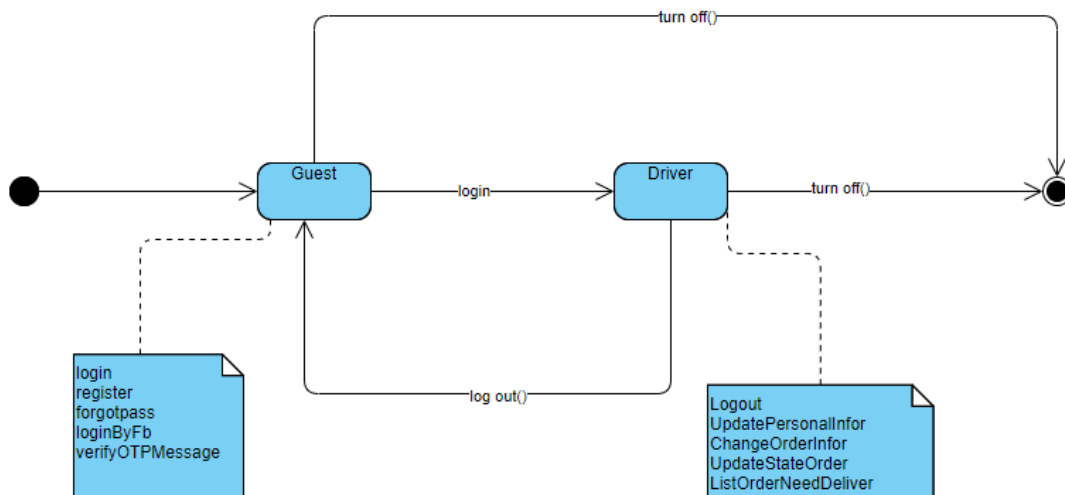 turn off()
Guest
Driver
login
turn off()
log out()
login
register
forgotpass
loginByFb
verifyOTPMessage
Logout
UpdatePersonalInfor
ChangeOrderInfor
UpdateStateOrder
ListOrderNeedDeliver